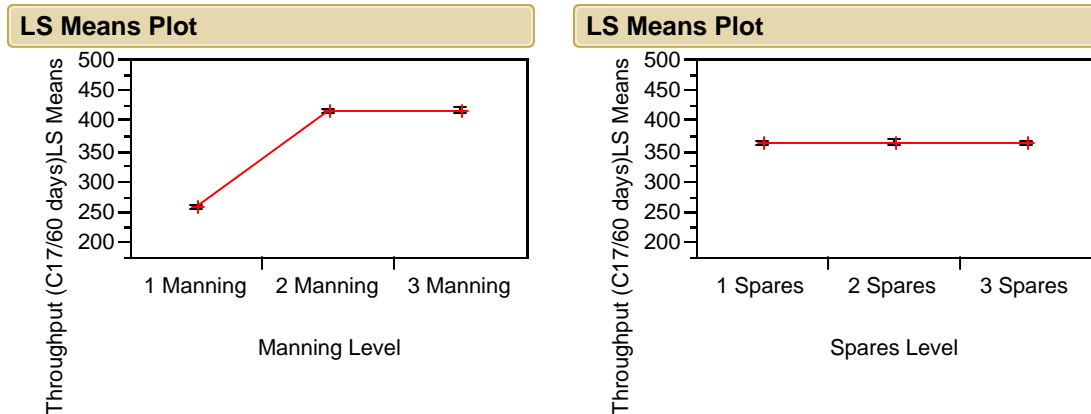 LS Means Plot
Throughput (C17/60 days)LS Means
500
450
400
350
300
250
200
1 Manning 2 Manning 3 Manning
Manning Level
LS Means Plot
Throughput (C17/60 days)LS Means
500
450
400
350
300
250
200
1 Spares 2 Spares 3 Spares
Spares Level